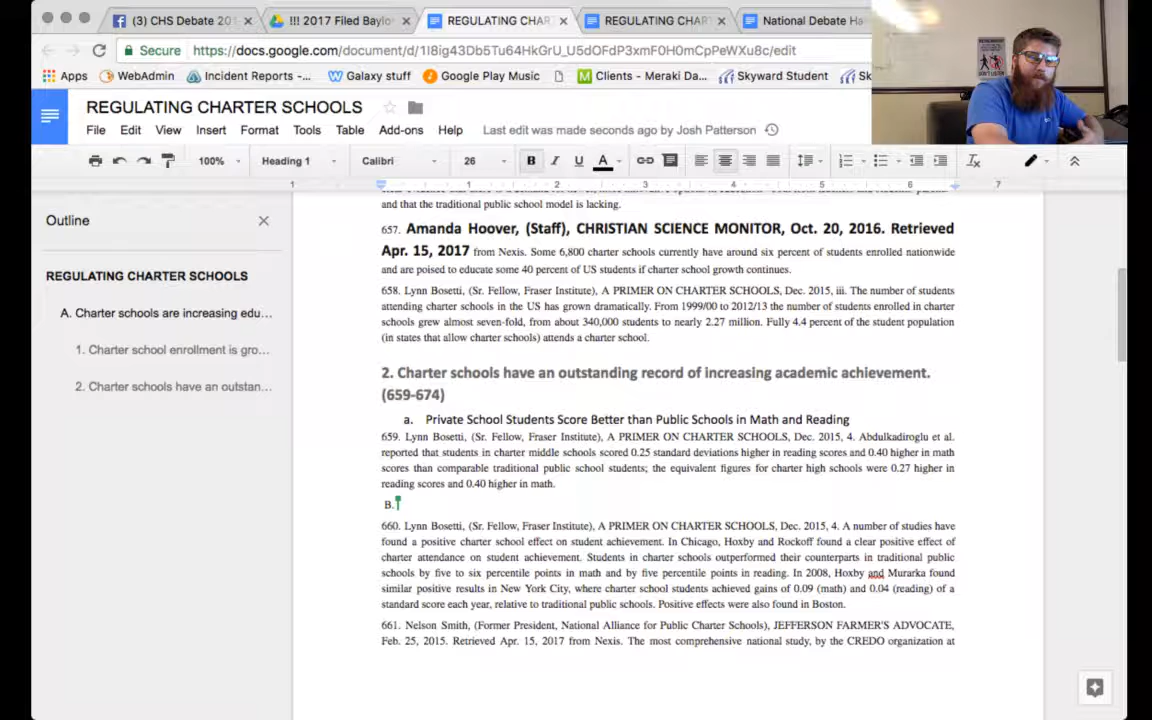 (3) CHS Debate 201
!!! 2017 Filed Baylo
REGULATING CHAR
REGULATING CHAR
National Debate Ha
Secure https://docs.google.com/document/d/1I8ig43Db5Tu64HkGrU_U5dOFdP3xmF0H0mCpPeWXu8c/edit
Apps WebAdmin Incident Reports -... Galaxy stuff Google Play Music Clients - Meraki Da... Skyward Student Sk
REGULATING CHARTER SCHOOLS
File Edit View Insert Format Tools Table Add-ons Help Last edit was made seconds ago by Josh Patterson
100% Heading 1 Calibri 26 B I U A
1 1 2 3 4 5 6 7
Outline
REGULATING CHARTER SCHOOLS
A. Charter schools are increasing edu...
1. Charter school enrollment is gro...
2. Charter schools have an outstan...
and that the traditional public school model is lacking.
657. Amanda Hoover, (Staff), CHRISTIAN SCIENCE MONITOR, Oct. 20, 2016. Retrieved
Apr. 15, 2017 from Nexis. Some 6,800 charter schools currently have around six percent of students enrolled nationwide
and are poised to educate some 40 percent of US students if charter school growth continues.
658. Lynn Bosetti, (Sr. Fellow, Fraser Institute), A PRIMER ON CHARTER SCHOOLS, Dec. 2015, iii. The number of students
attending charter schools in the US has grown dramatically. From 1999/00 to 2012/13 the number of students enrolled in charter
schools grew almost seven-fold, from about 340,000 students to nearly 2.27 million. Fully 4.4 percent of the student population
(in states that allow charter schools) attends a charter school.
2. Charter schools have an outstanding record of increasing academic achievement.
(659-674)
a. Private School Students Score Better than Public Schools in Math and Reading
659. Lynn Bosetti, (Sr. Fellow, Fraser Institute), A PRIMER ON CHARTER SCHOOLS, Dec. 2015, 4. Abdulkadiroglu et al.
reported that students in charter middle schools scored 0.25 standard deviations higher in reading scores and 0.40 higher in math
scores than comparable traditional public school students; the equivalent figures for charter high schools were 0.27 higher in
reading scores and 0.40 higher in math.
B.
660. Lynn Bosetti, (Sr. Fellow, Fraser Institute), A PRIMER ON CHARTER SCHOOLS, Dec. 2015, 4. A number of studies have
found a positive charter school effect on student achievement. In Chicago, Hoxby and Rockoff found a clear positive effect of
charter attendance on student achievement. Students in charter schools outperformed their counterparts in traditional public
schools by five to six percentile points in math and by five percentile points in reading. In 2008, Hoxby and Murarka found
similar positive results in New York City, where charter school students achieved gains of 0.09 (math) and 0.04 (reading) of a
standard score each year, relative to traditional public schools. Positive effects were also found in Boston.
661. Nelson Smith, (Former President, National Alliance for Public Charter Schools), JEFFERSON FARMER'S ADVOCATE,
Feb. 25, 2015. Retrieved Apr. 15, 2017 from Nexis. The most comprehensive national study, by the CREDO organization at